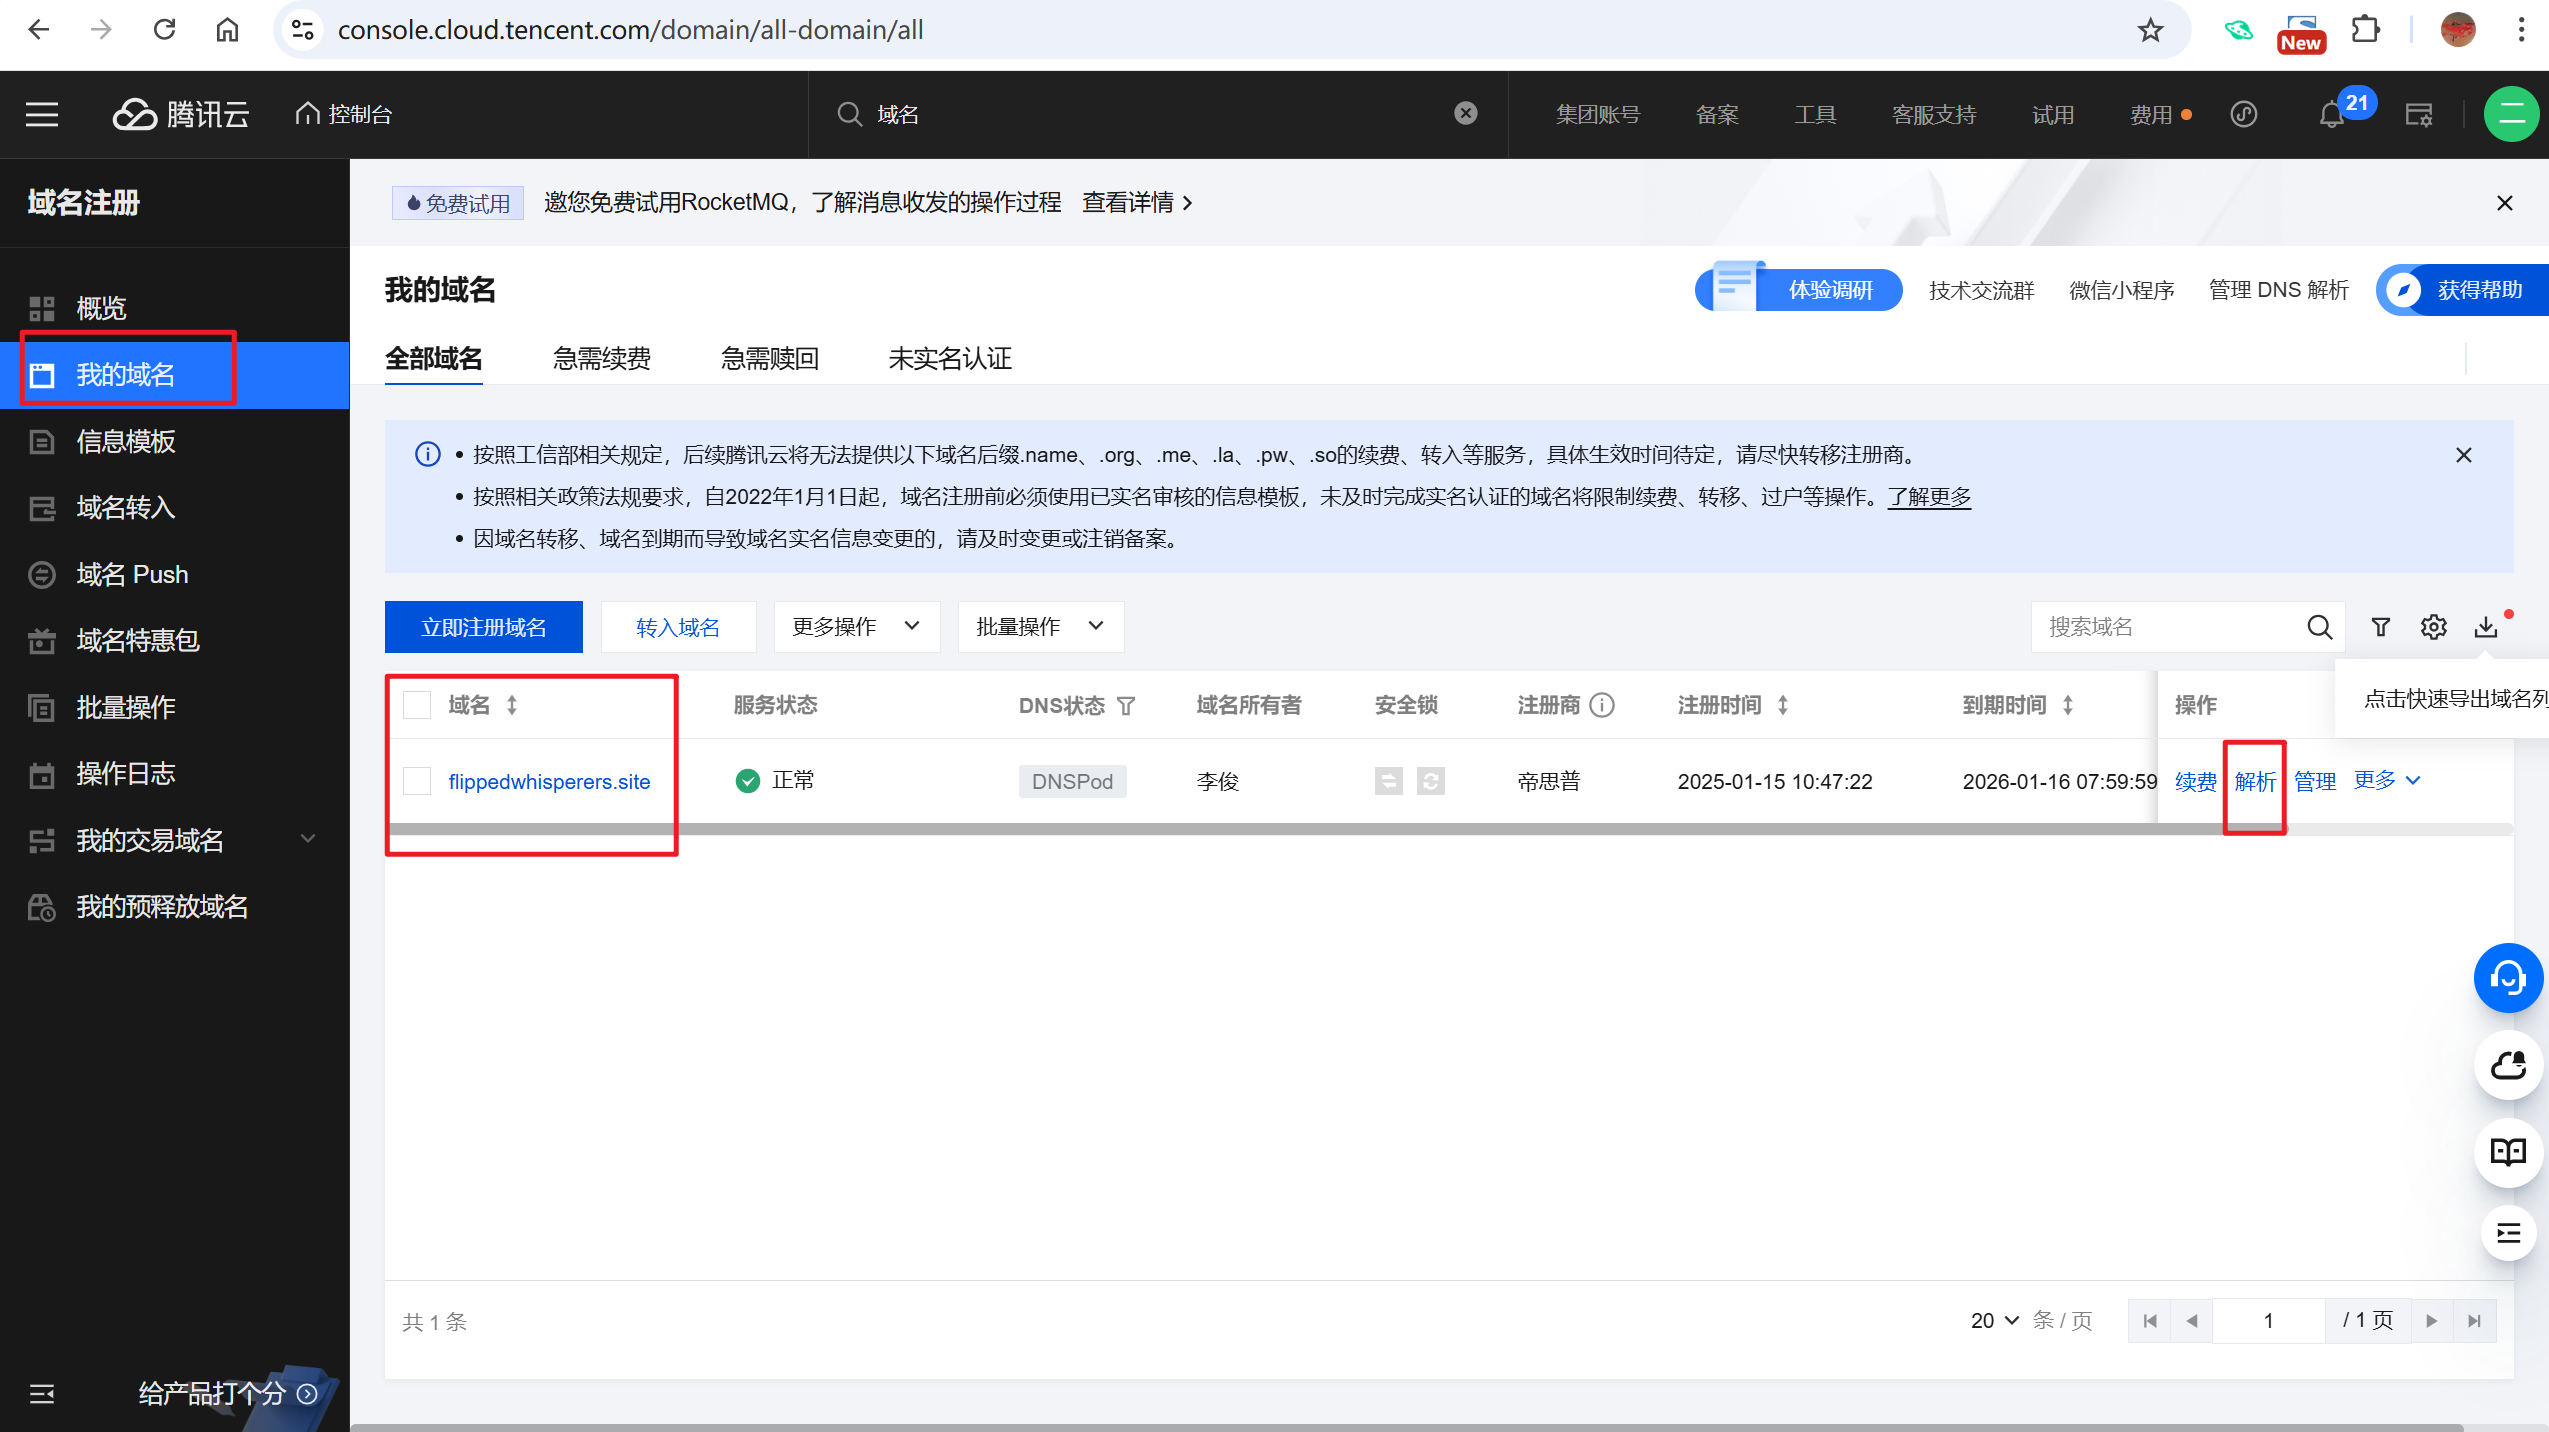 console.cloud.tencent.com/domain/all-domain/all
New
腾讯云
控制台
域名
集团账号
备案
工具
客服支持
试用
费用
21
域名注册
概览
我的域名
信息模板
域名转入
域名 Push
域名特惠包
批量操作
操作日志
我的交易域名
我的预释放域名
给产品打个分
免费试用
邀您免费试用RocketMQ，了解消息收发的操作过程 查看详情
我的域名
体验调研
技术交流群
微信小程序
管理 DNS 解析
获得帮助
全部域名
急需续费
急需赎回
未实名认证
• 按照工信部相关规定，后续腾讯云将无法提供以下域名后缀.name、.org、.me、.la、.pw、.so的续费、转入等服务，具体生效时间待定，请尽快转移注册商。
• 按照相关政策法规要求，自2022年1月1日起，域名注册前必须使用已实名审核的信息模板，未及时完成实名认证的域名将限制续费、转移、过户等操作。了解更多
• 因域名转移、域名到期而导致域名实名信息变更的，请及时变更或注销备案。
立即注册域名
转入域名
更多操作
批量操作
搜索域名
点击快速导出域名列
域名 服务状态 DNS状态 域名所有者 安全锁 注册商 注册时间 到期时间 操作
flippedwhisperers.site 正常 DNSPod 李俊 帝思普 2025-01-15 10:47:22 2026-01-16 07:59:59 续费 解析 管理 更多
共 1 条
20 条 / 页
1 / 1 页